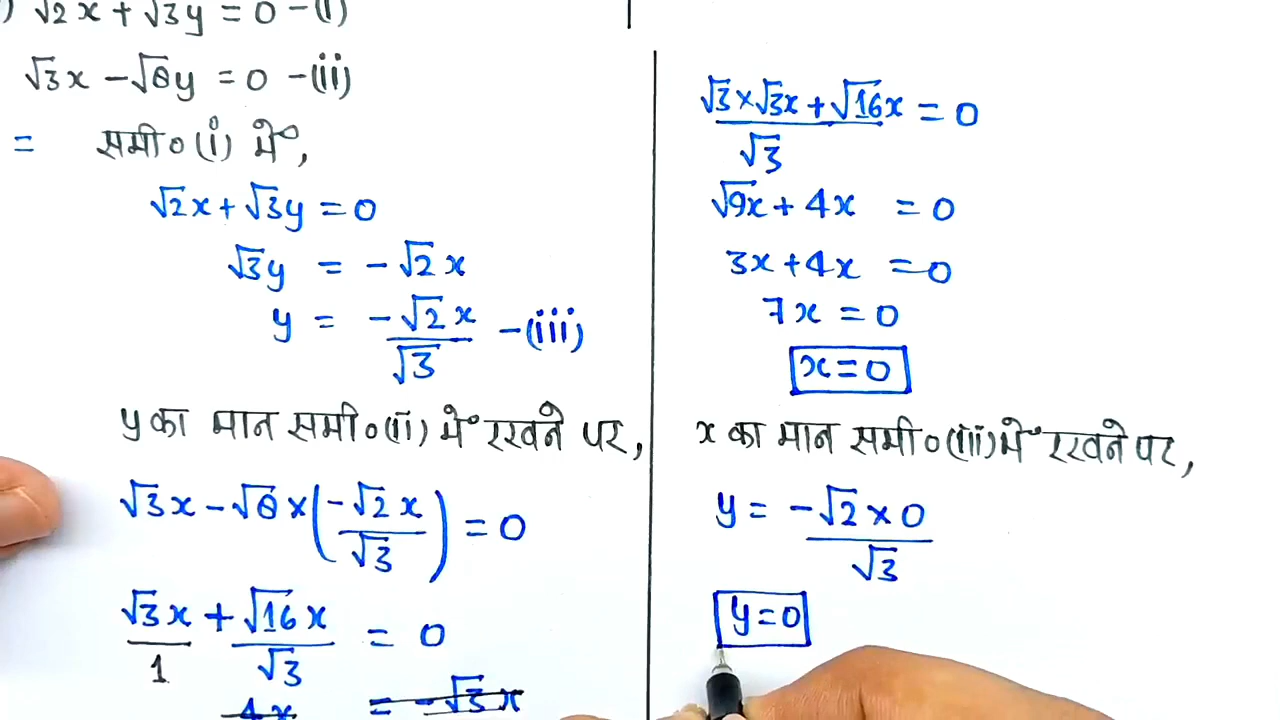 ) √2x + √3y = 0 -(i)
√3x - √8y = 0 -(ii)
= समी० (i) में,
√2x + √3y = 0
√3y = -√2x
y = -√2x/√3 -(iii)
y का मान समी० (ii) में रखने पर,
√3x - √8 × (-√2x/√3) = 0
√3x/1 + √16x/√3 = 0
4x = -√3x
(√3×√3x + √16x)/√3 = 0
√9x + 4x = 0
3x + 4x = 0
7x = 0
x = 0
x का मान समी० (iii) में रखने पर,
y = (-√2 × 0)/√3
y = 0